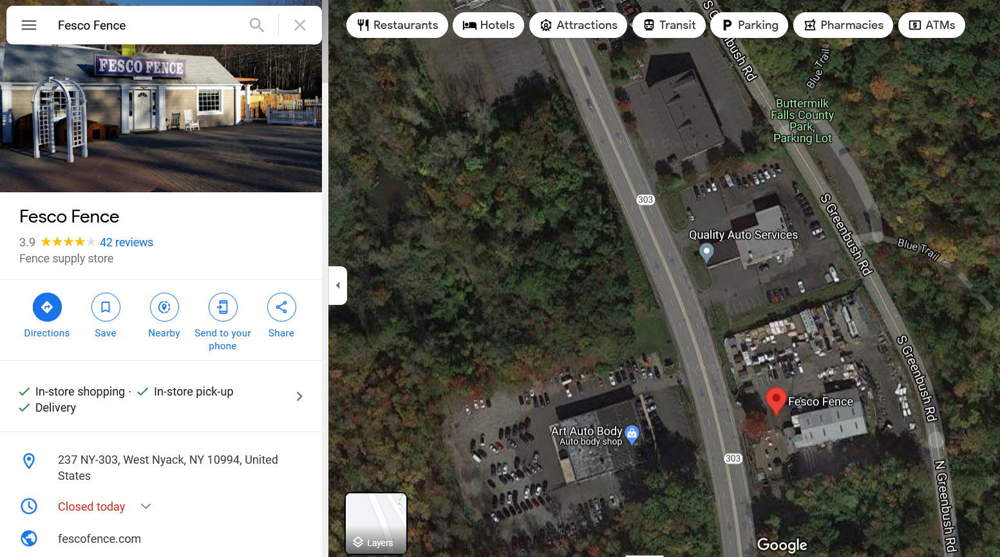 Fesco Fence
FESCO FENCE
Fesco Fence
3.9 42 reviews
Fence supply store
Directions
Save
Nearby
Send to your
phone
Share
In-store shopping · In-store pick-up
Delivery
237 NY-303, West Nyack, NY 10994, United
States
Closed today
fescofence.com
Restaurants
Hotels
Attractions
Transit
Parking
Pharmacies
ATMs
S Greenbush Rd
Blue Trail
Buttermilk
Falls County
Park,
Parking Lot
303
S Greenbush Rd
Quality Auto Services
Blue Trail
S Greenbush Rd
Fesco Fence
Art Auto Body
Auto body shop
303
N Greenbush Rd
Layers
Google